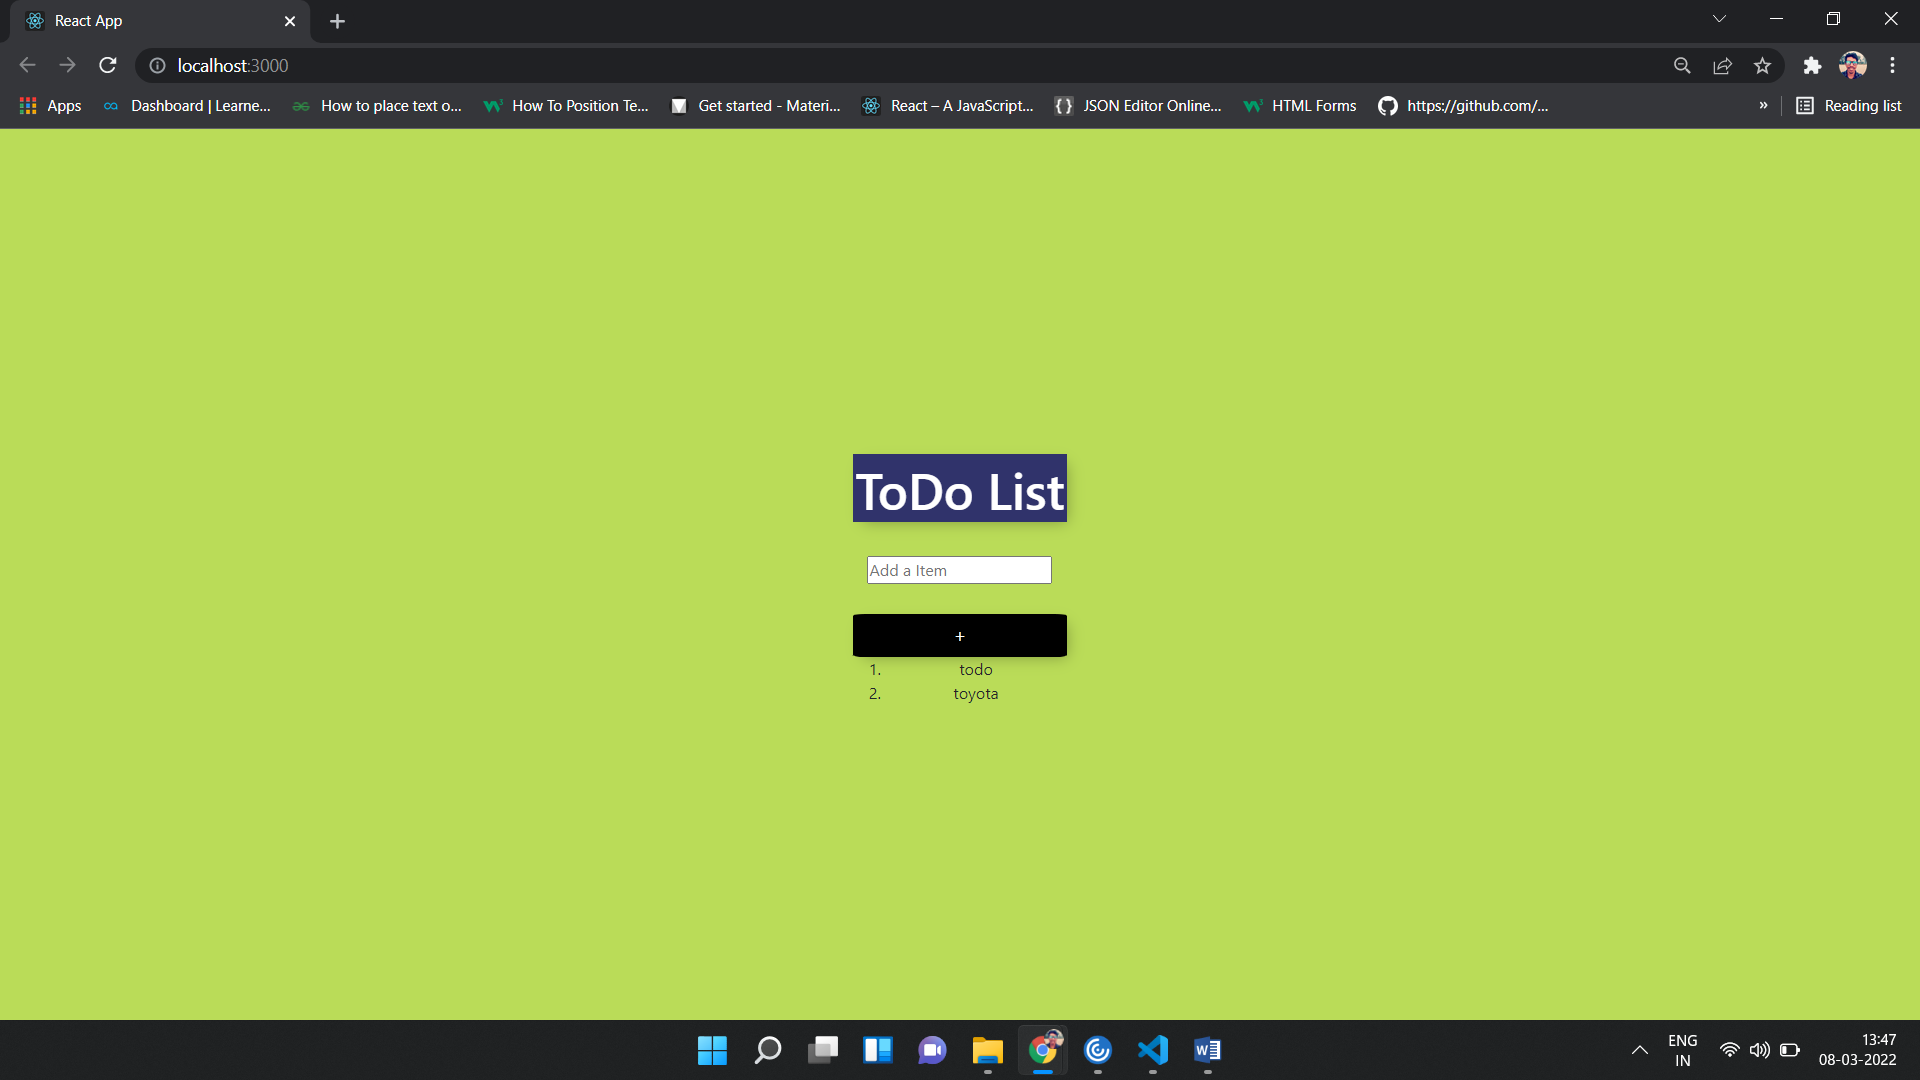 React App
localhost:3000
Apps
Dashboard | Learne...
How to place text o...
How To Position Te...
Get started - Materi...
React – A JavaScript...
JSON Editor Online...
HTML Forms
https://github.com/...
»
Reading list
ToDo List
Add a Item
+
1. todo
2. toyota
ENG
IN
13:47
08-03-2022